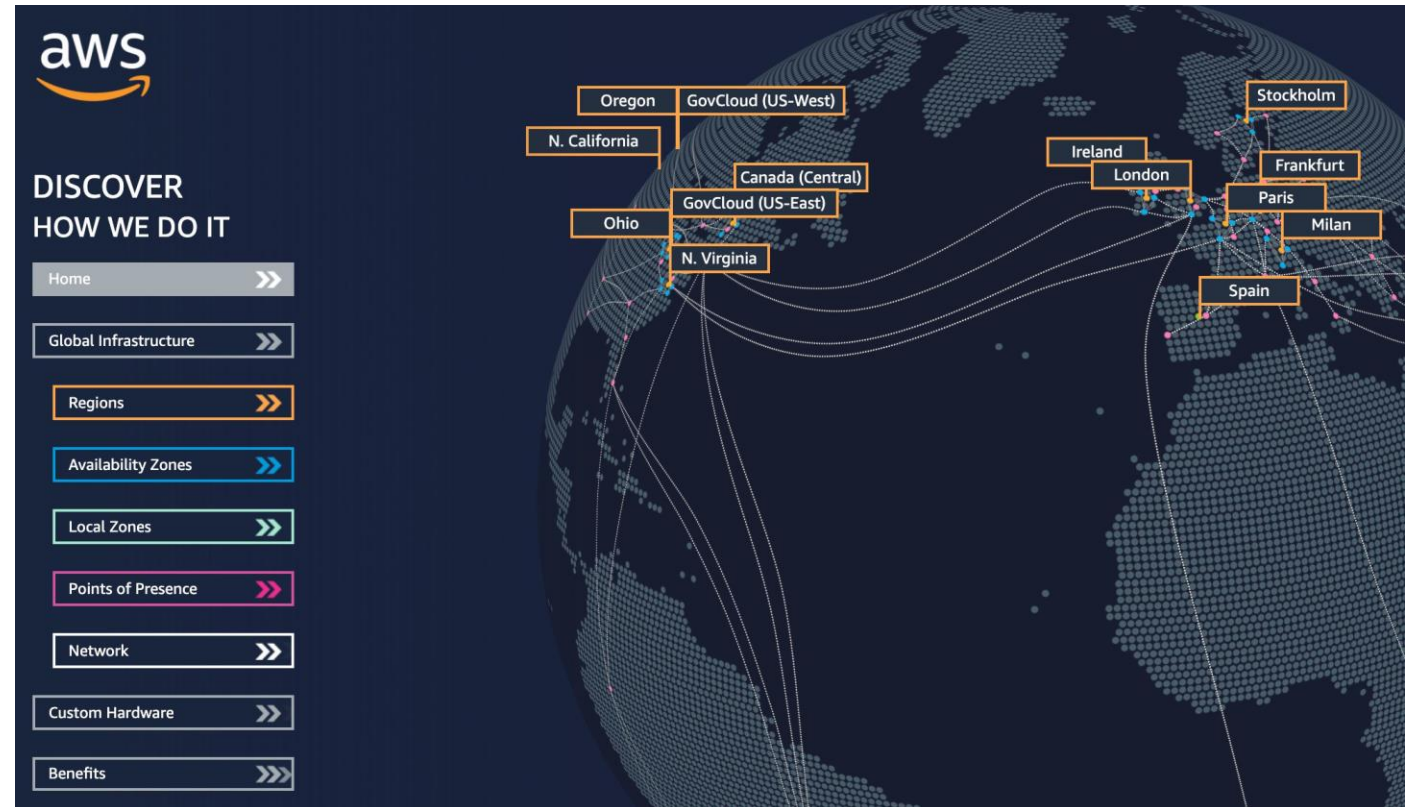 aws
DISCOVER
HOW WE DO IT
Home
Global Infrastructure
Regions
Availability Zones
Local Zones
Points of Presence
Network
Custom Hardware
Benefits
Oregon
GovCloud (US-West)
N. California
Canada (Central)
GovCloud (US-East)
Ohio
N. Virginia
Stockholm
Ireland
London
Frankfurt
Paris
Milan
Spain